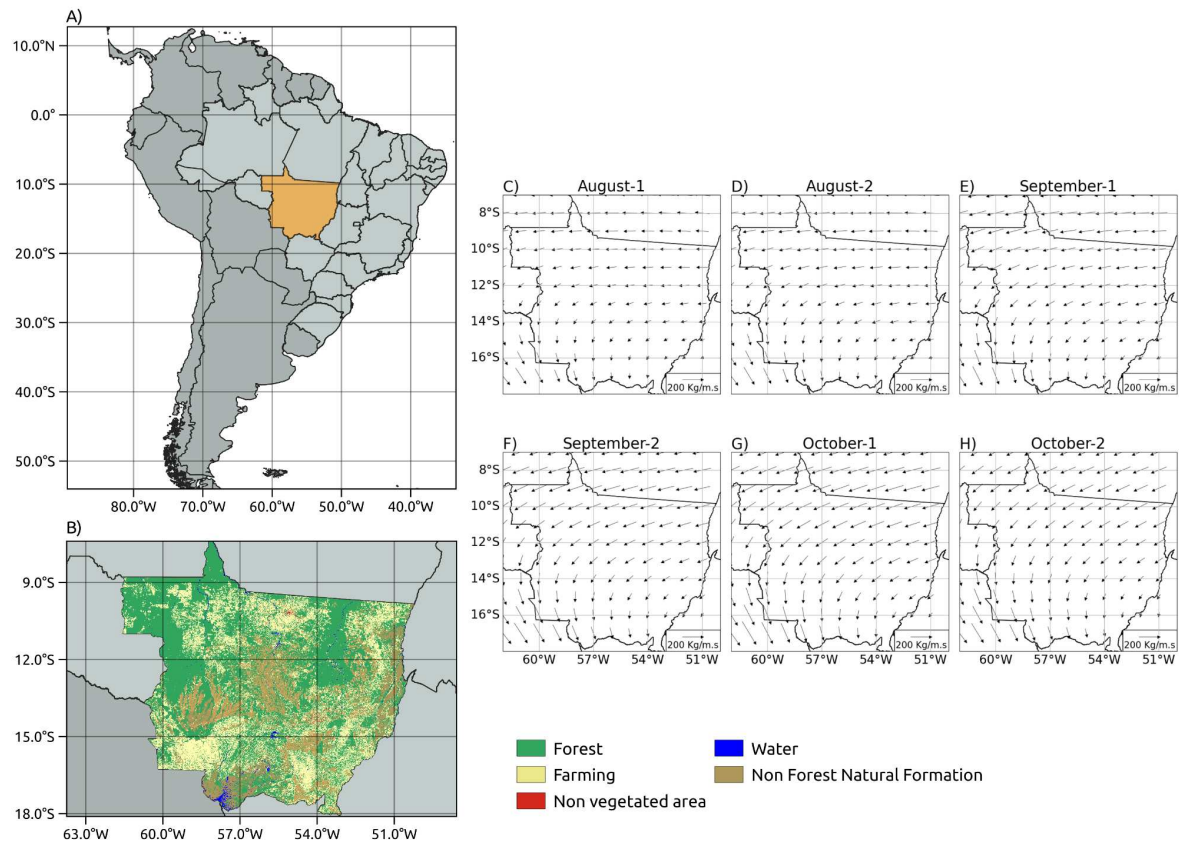 A)
10.0°N
0.0°
10.0°S
20.0°S
30.0°S
40.0°S
50.0°S
80.0°W 70.0°W 60.0°W 50.0°W 40.0°W
B)
9.0°S
12.0°S
15.0°S
18.0°S
63.0°W 60.0°W 57.0°W 54.0°W 51.0°W
C) August-1
D) August-2
E) September-1
8°S
10°S
12°S
14°S
16°S
200 Kg/m.s
200 Kg/m.s
200 Kg/m.s
F) September-2
G) October-1
H) October-2
8°S
10°S
12°S
14°S
16°S
200 Kg/m.s
200 Kg/m.s
200 Kg/m.s
60°W 57°W 54°W 51°W
60°W 57°W 54°W 51°W
60°W 57°W 54°W 51°W
Forest
Farming
Non vegetated area
Water
Non Forest Natural Formation